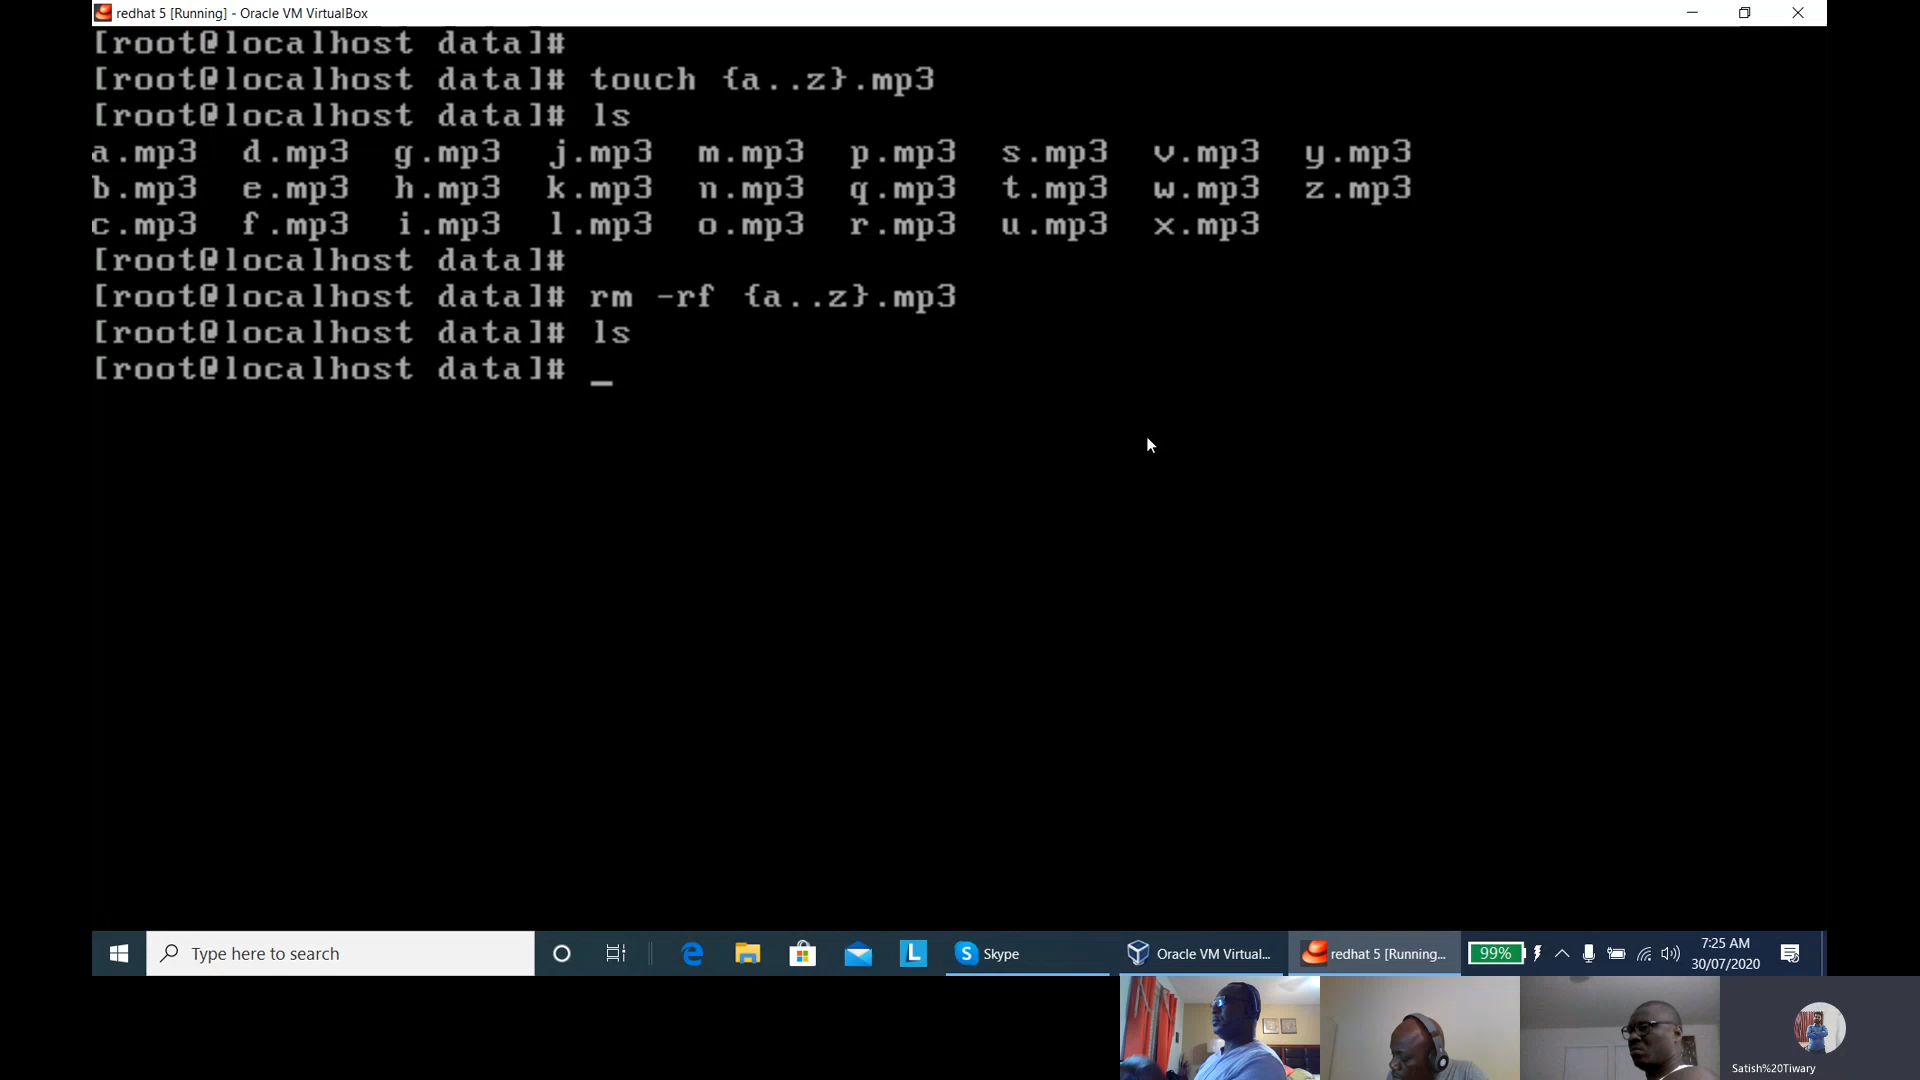 redhat 5 [Running] - Oracle VM VirtualBox
[root@localhost data]#
[root@localhost data]# touch {a..z}.mp3
[root@localhost data]# ls
a.mp3 d.mp3 g.mp3 j.mp3 m.mp3 p.mp3 s.mp3 v.mp3 y.mp3
b.mp3 e.mp3 h.mp3 k.mp3 n.mp3 q.mp3 t.mp3 w.mp3 z.mp3
c.mp3 f.mp3 i.mp3 l.mp3 o.mp3 r.mp3 u.mp3 x.mp3
[root@localhost data]#
[root@localhost data]# rm -rf {a..z}.mp3
[root@localhost data]# ls
[root@localhost data]# _
Type here to search
L
S Skype
Oracle VM Virtual...
redhat 5 [Running...
99%
7:25 AM
30/07/2020
Satish%20Tiwary